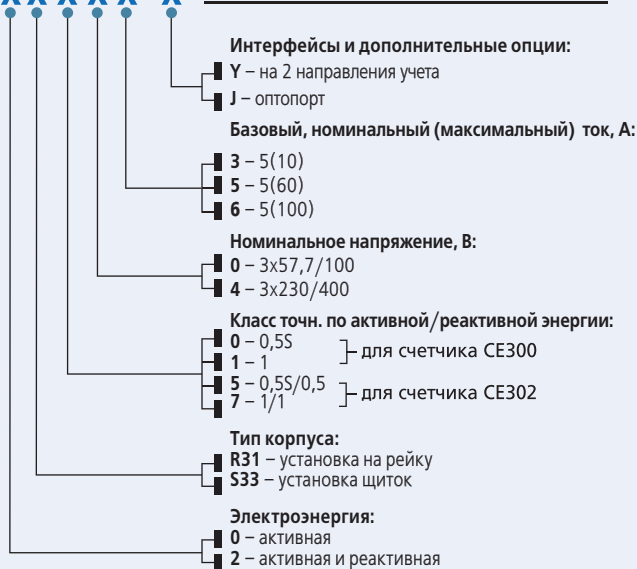 Интерфейсы и дополнительные опции:
Y – на 2 направления учета
J – оптопорт
Базовый, номинальный (максимальный) ток, А:
3 – 5(10)
5 – 5(60)
6 – 5(100)
Номинальное напряжение, В:
0 – 3х57,7/100
4 – 3х230/400
Класс точн. по активной/реактивной энергии:
0 – 0,5S
1 – 1
для счетчика СЕ300
5 – 0,5S/0,5
7 – 1/1
для счетчика СЕ302
Тип корпуса:
R31 – установка на рейку
S33 – установка щиток
Электроэнергия:
0 – активная
2 – активная и реактивная